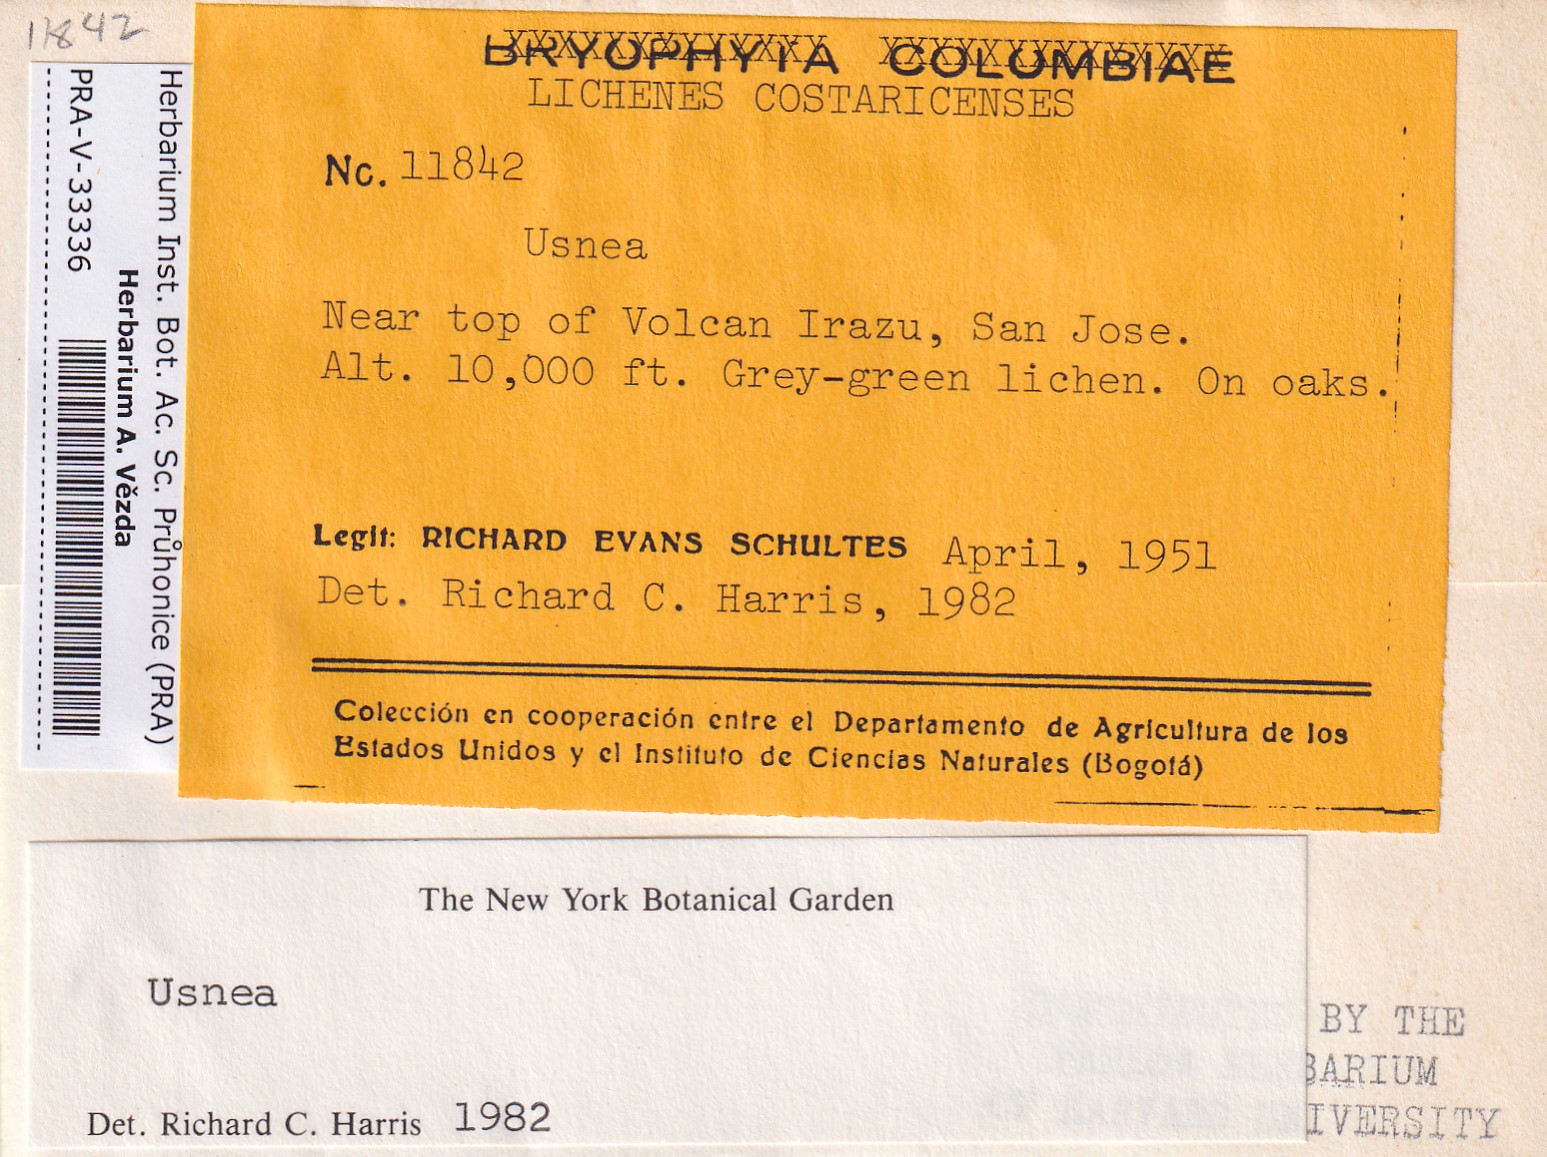 11842
Herbarium Inst. Bot. Ac. Sc. Průhonice (PRA)
Herbarium A. Vězda
PRA-V-33336
BRYOPHYTA COLUMBIAE
LICHENES COSTARICENSES
No. 11842
Usnea
Near top of Volcan Irazu, San Jose.
Alt. 10,000 ft. Grey-green lichen. On oaks.
Legit: RICHARD EVANS SCHULTES April, 1951
Det. Richard C. Harris, 1982
Colección en cooperación entre el Departamento de Agricultura de los
Estados Unidos y el Instituto de Ciencias Naturales (Bogotá)
The New York Botanical Garden
Usnea
Det. Richard C. Harris 1982
BY THE
BARIUM
IVERSITY